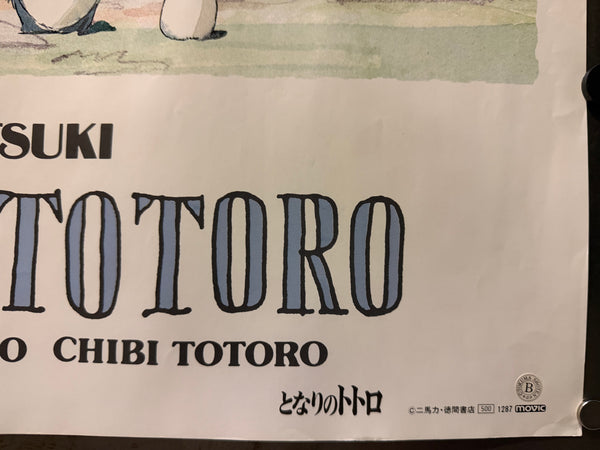 TSUKI
TOTORO
O CHIBI TOTORO
となりのトトロ
B
©二馬力・徳間書店 500 1287 movic